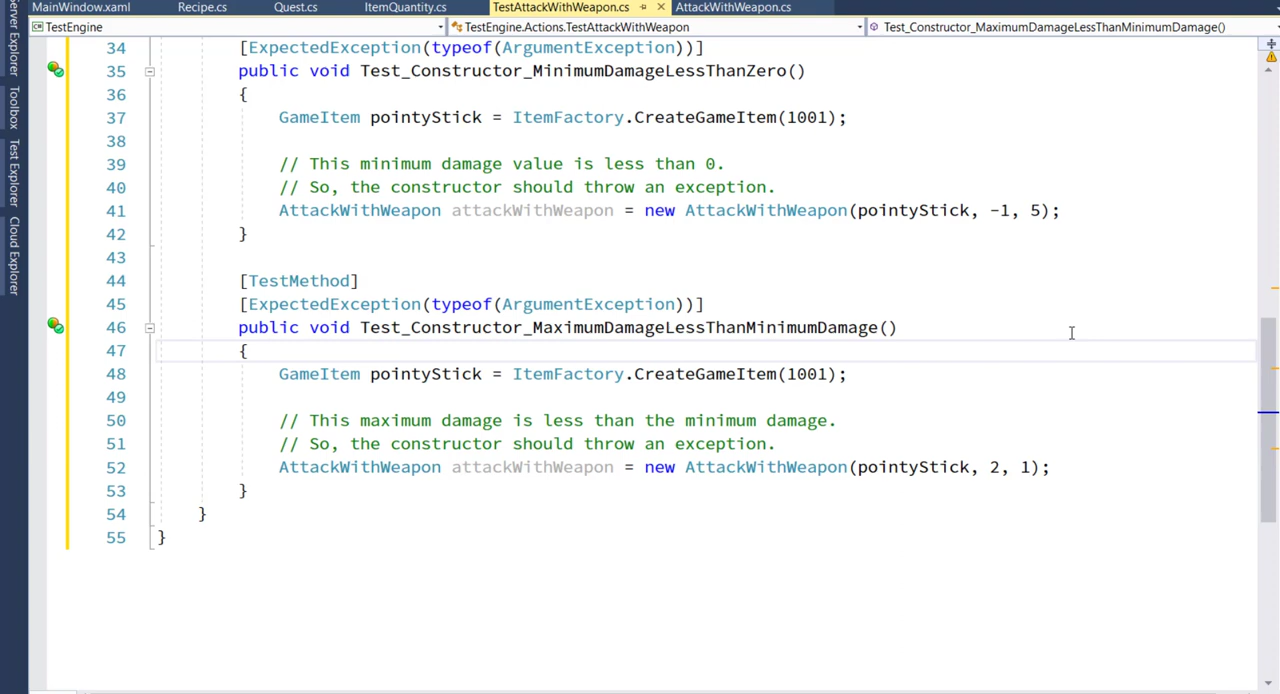 MainWindow.xaml Recipe.cs Quest.cs ItemQuantity.cs TestAttackWithWeapon.cs AttackWithWeapon.cs
TestEngine TestEngine.Actions.TestAttackWithWeapon Test_Constructor_MaximumDamageLessThanMinimumDamage()
Server Explorer
Toolbox
Test Explorer
Cloud Explorer
34 [ExpectedException(typeof(ArgumentException))]
35 public void Test_Constructor_MinimumDamageLessThanZero()
36 {
37 GameItem pointyStick = ItemFactory.CreateGameItem(1001);
38
39 // This minimum damage value is less than 0.
40 // So, the constructor should throw an exception.
41 AttackWithWeapon attackWithWeapon = new AttackWithWeapon(pointyStick, -1, 5);
42 }
43
44 [TestMethod]
45 [ExpectedException(typeof(ArgumentException))]
46 public void Test_Constructor_MaximumDamageLessThanMinimumDamage()
47 {
48 GameItem pointyStick = ItemFactory.CreateGameItem(1001);
49
50 // This maximum damage is less than the minimum damage.
51 // So, the constructor should throw an exception.
52 AttackWithWeapon attackWithWeapon = new AttackWithWeapon(pointyStick, 2, 1);
53 }
54 }
55 }